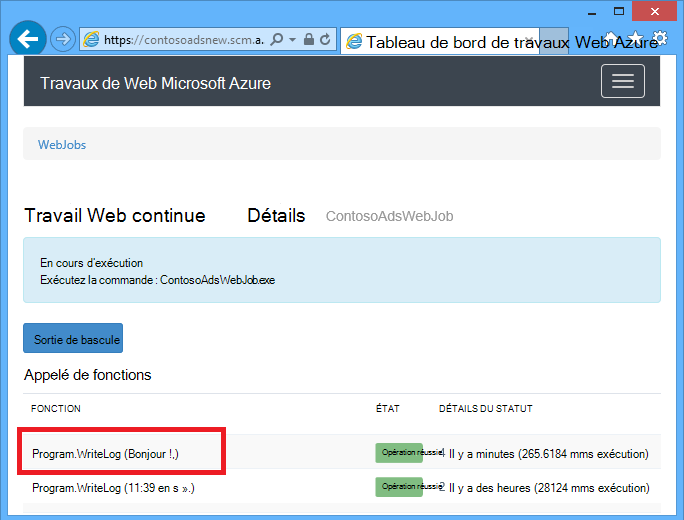 https://contosoadsnew.scm.a.
Tableau de bord de travaux Web Azure
Travaux de Web Microsoft Azure
WebJobs
Travail Web continue Détails ContosoAdsWebJob
En cours d'exécution
Exécutez la commande : ContosoAdsWebJob.exe
Sortie de bascule
Appelé de fonctions
FONCTION ÉTAT DÉTAILS DU STATUT
Program.WriteLog (Bonjour !,) Opération réussie Il y a minutes (265.6184 mms exécution)
Program.WriteLog (11:39 en s ».) Opération réussie 2 Il y a des heures (28124 mms exécution)